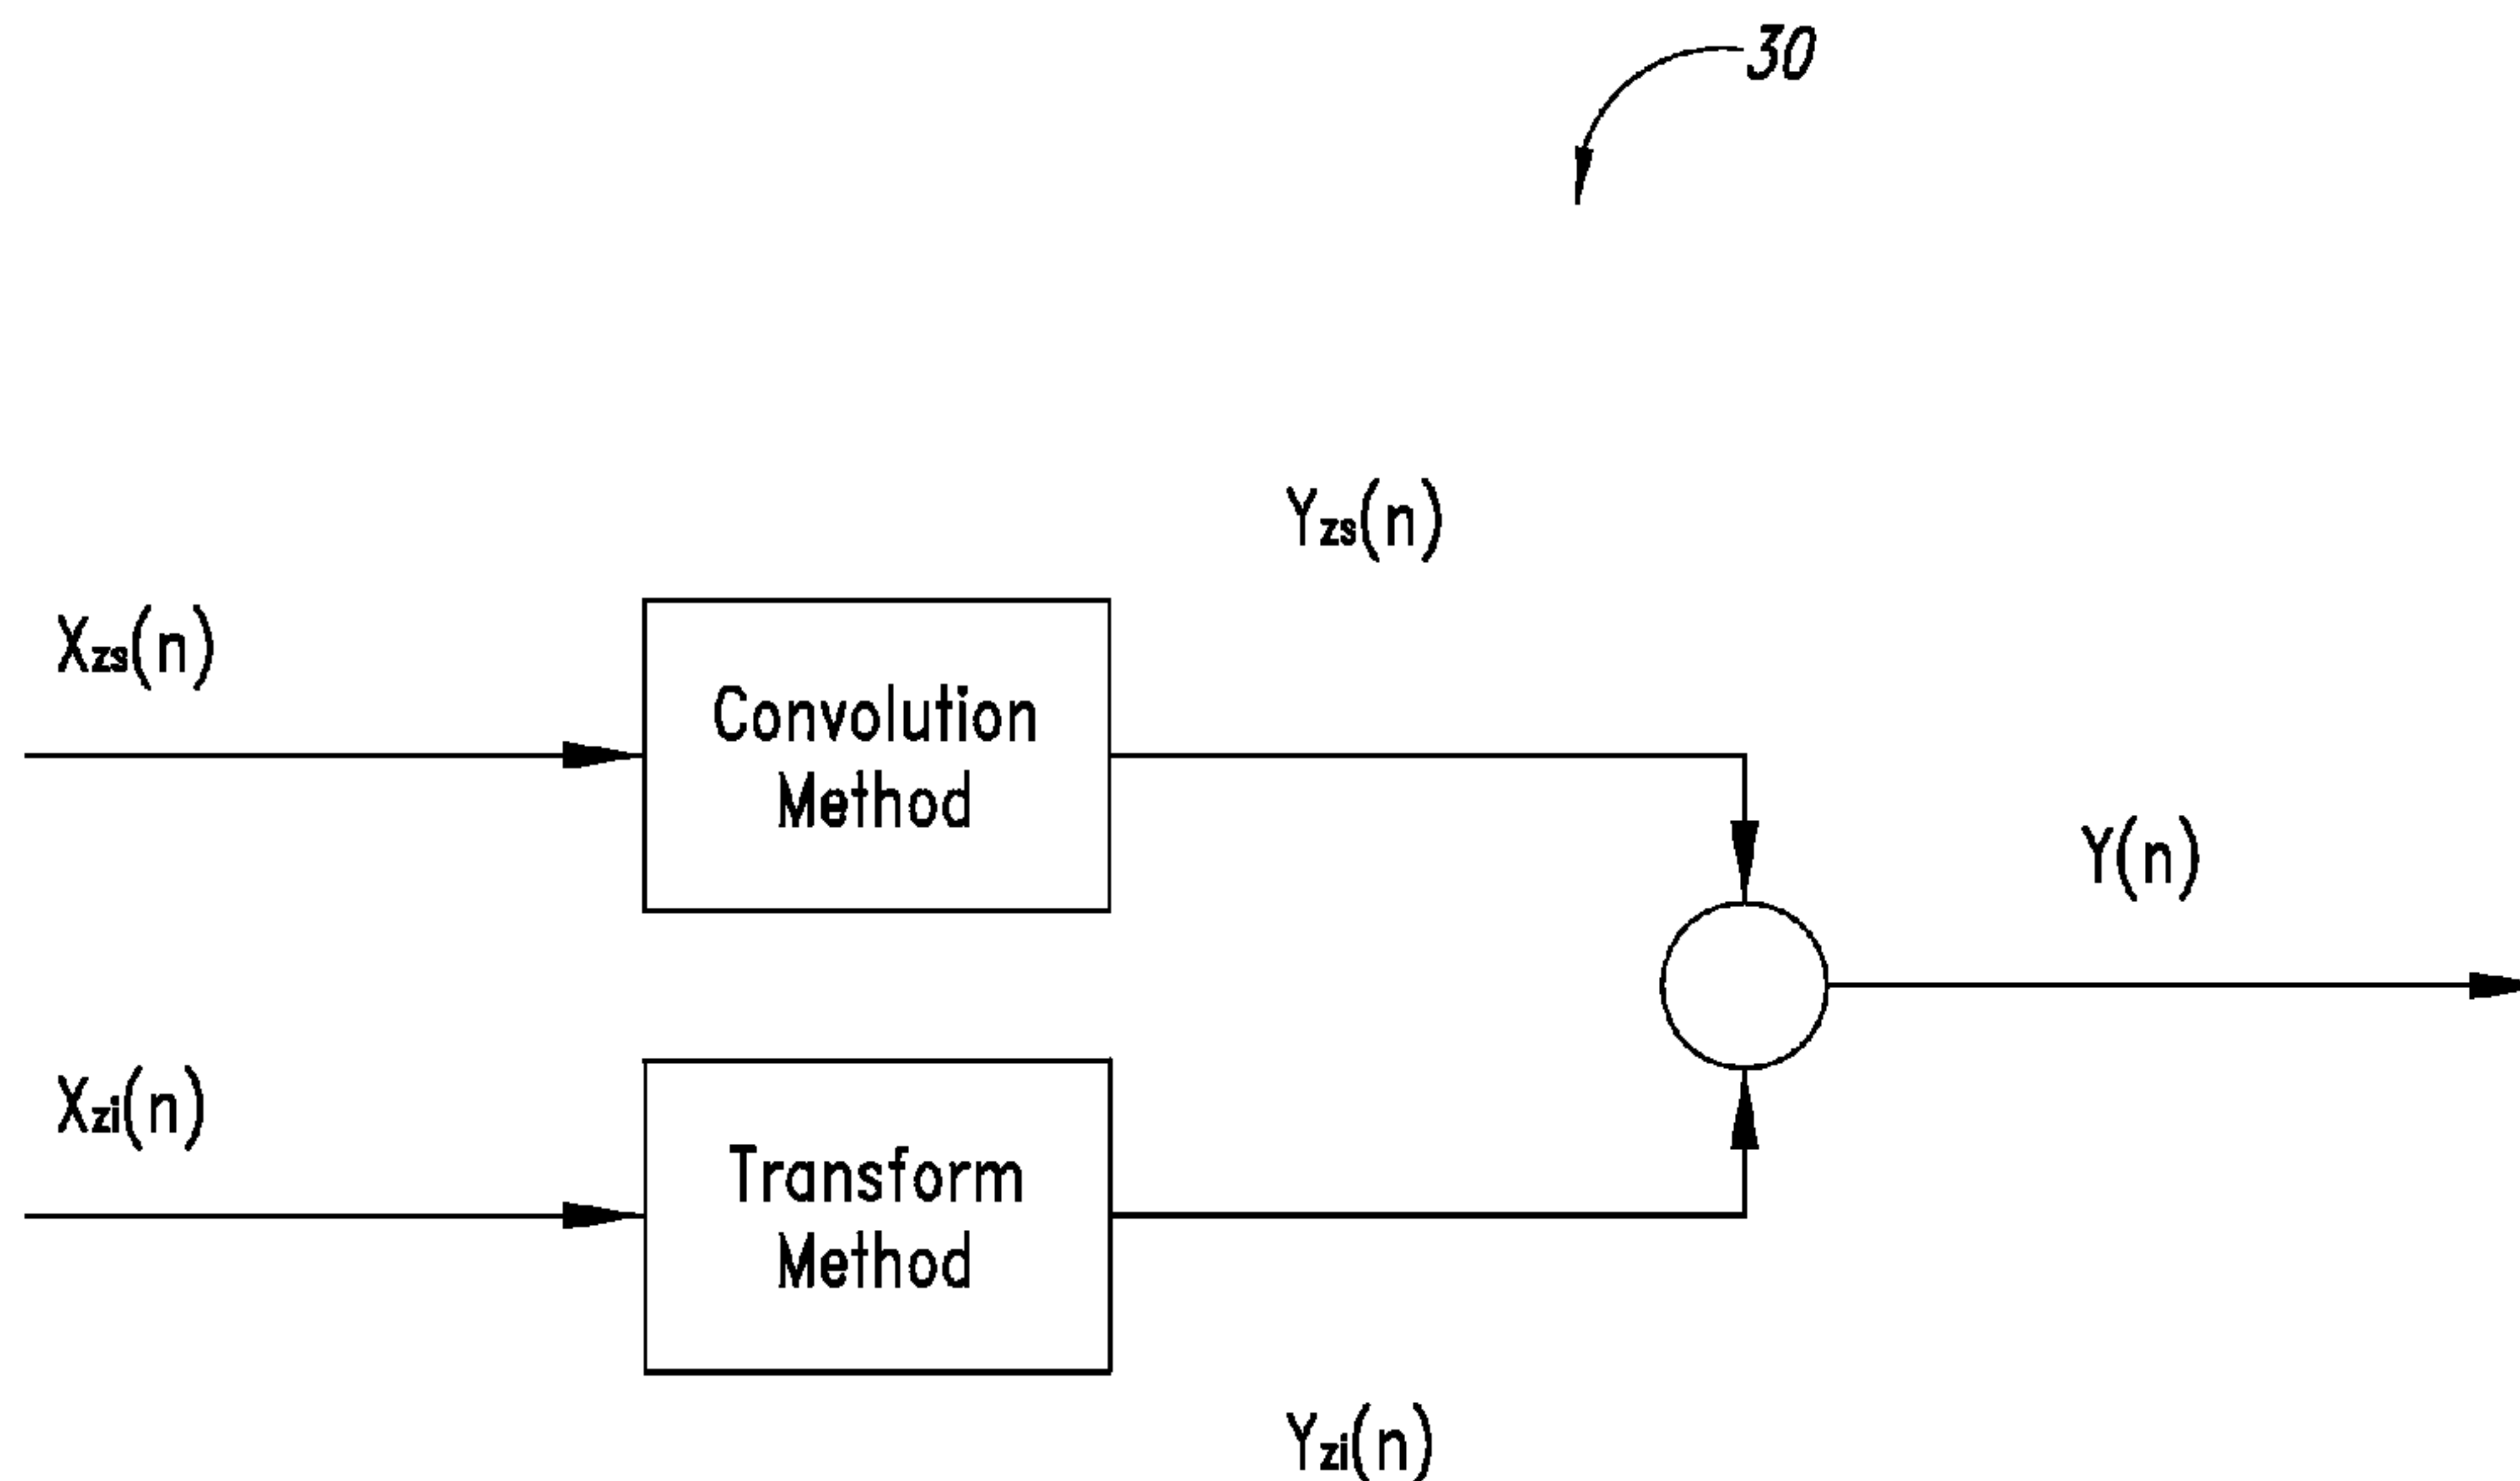 30
Yzs(n)
Xzs(n)
Convolution
Method
Y(n)
Xzi(n)
Transform
Method
Yzi(n)